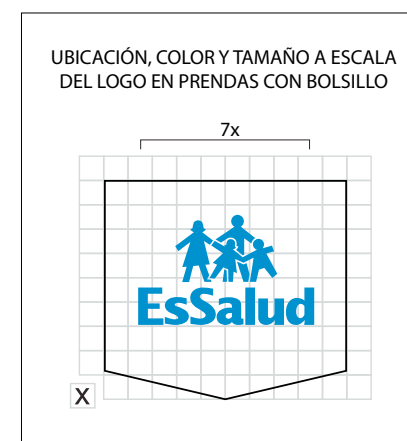 UBICACIÓN, COLOR Y TAMAÑO A ESCALA
DEL LOGO EN PRENDAS CON BOLSILLO
7x
EsSalud
X